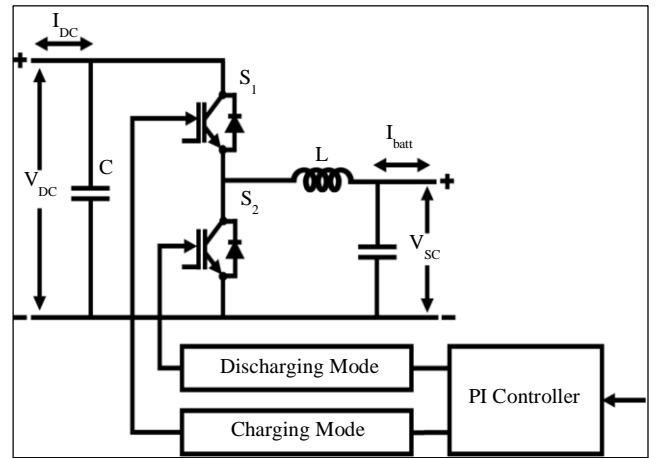 I_DC
+
S_1
C
V_DC
L
I_batt
+
S_2
V_SC
−
−
Discharging Mode
PI Controller
Charging Mode